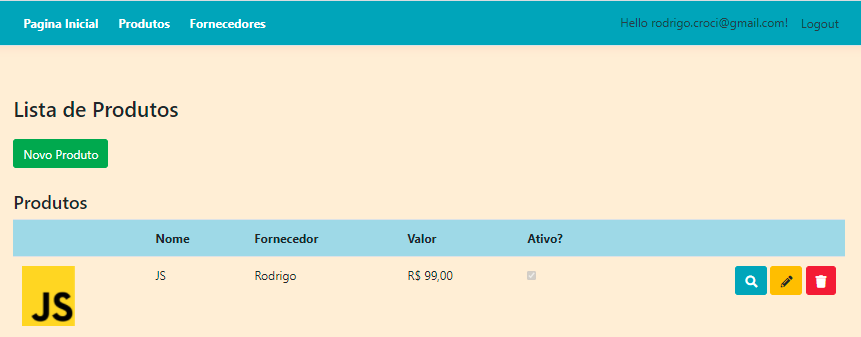 Pagina Inicial Produtos Fornecedores Hello rodrigo.croci@gmail.com! Logout
Lista de Produtos
Novo Produto
Produtos
Nome Fornecedor Valor Ativo?
JS Rodrigo R$ 99,00
JS